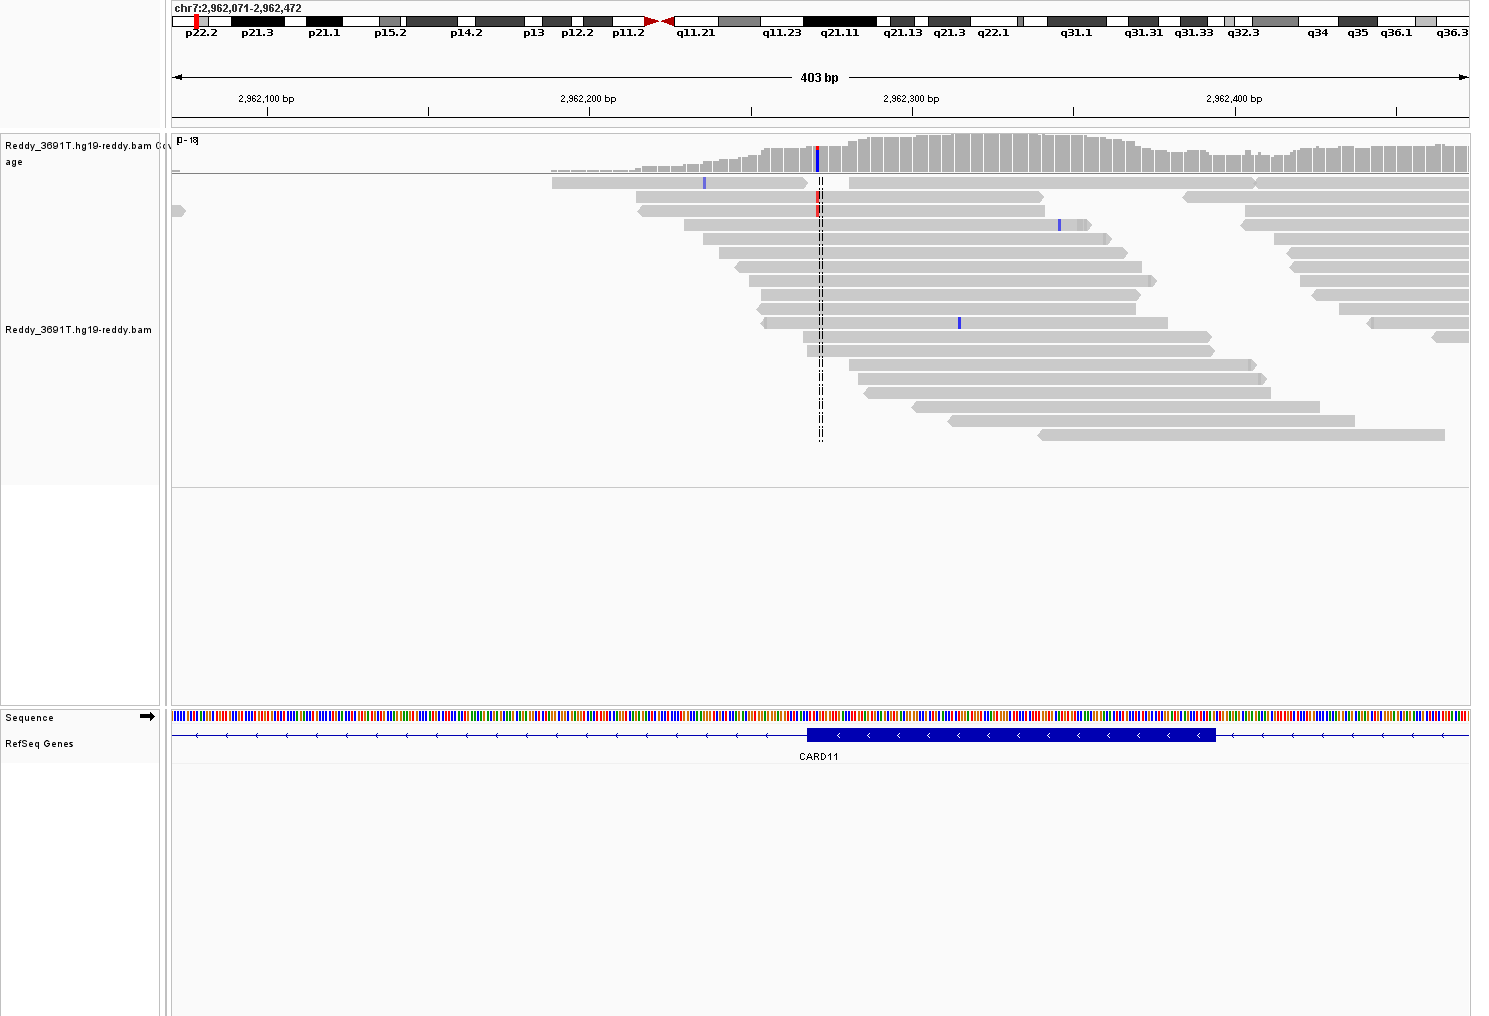 chr7:2,962,071-2,962,472
p22.2 p21.3 p21.1 p15.2 p14.2 p13 p12.2 p11.2 q11.21 q11.23 q21.11 q21.13 q21.3 q22.1 q31.1 q31.31 q31.33 q32.3 q34 q35 q36.1 q36.3
403 bp
2,962,100 bp 2,962,200 bp 2,962,300 bp 2,962,400 bp
[0 - 18]
Reddy_3691T.hg19-reddy.bam Cov
age
Reddy_3691T.hg19-reddy.bam
Sequence
RefSeq Genes
CARD11